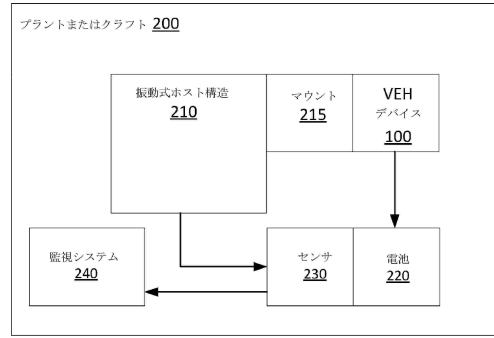 プラントまたはクラフト 200
振動式ホスト構造
210
マウント
215
VEH
デバイス
100
監視システム
240
センサ
230
電池
220